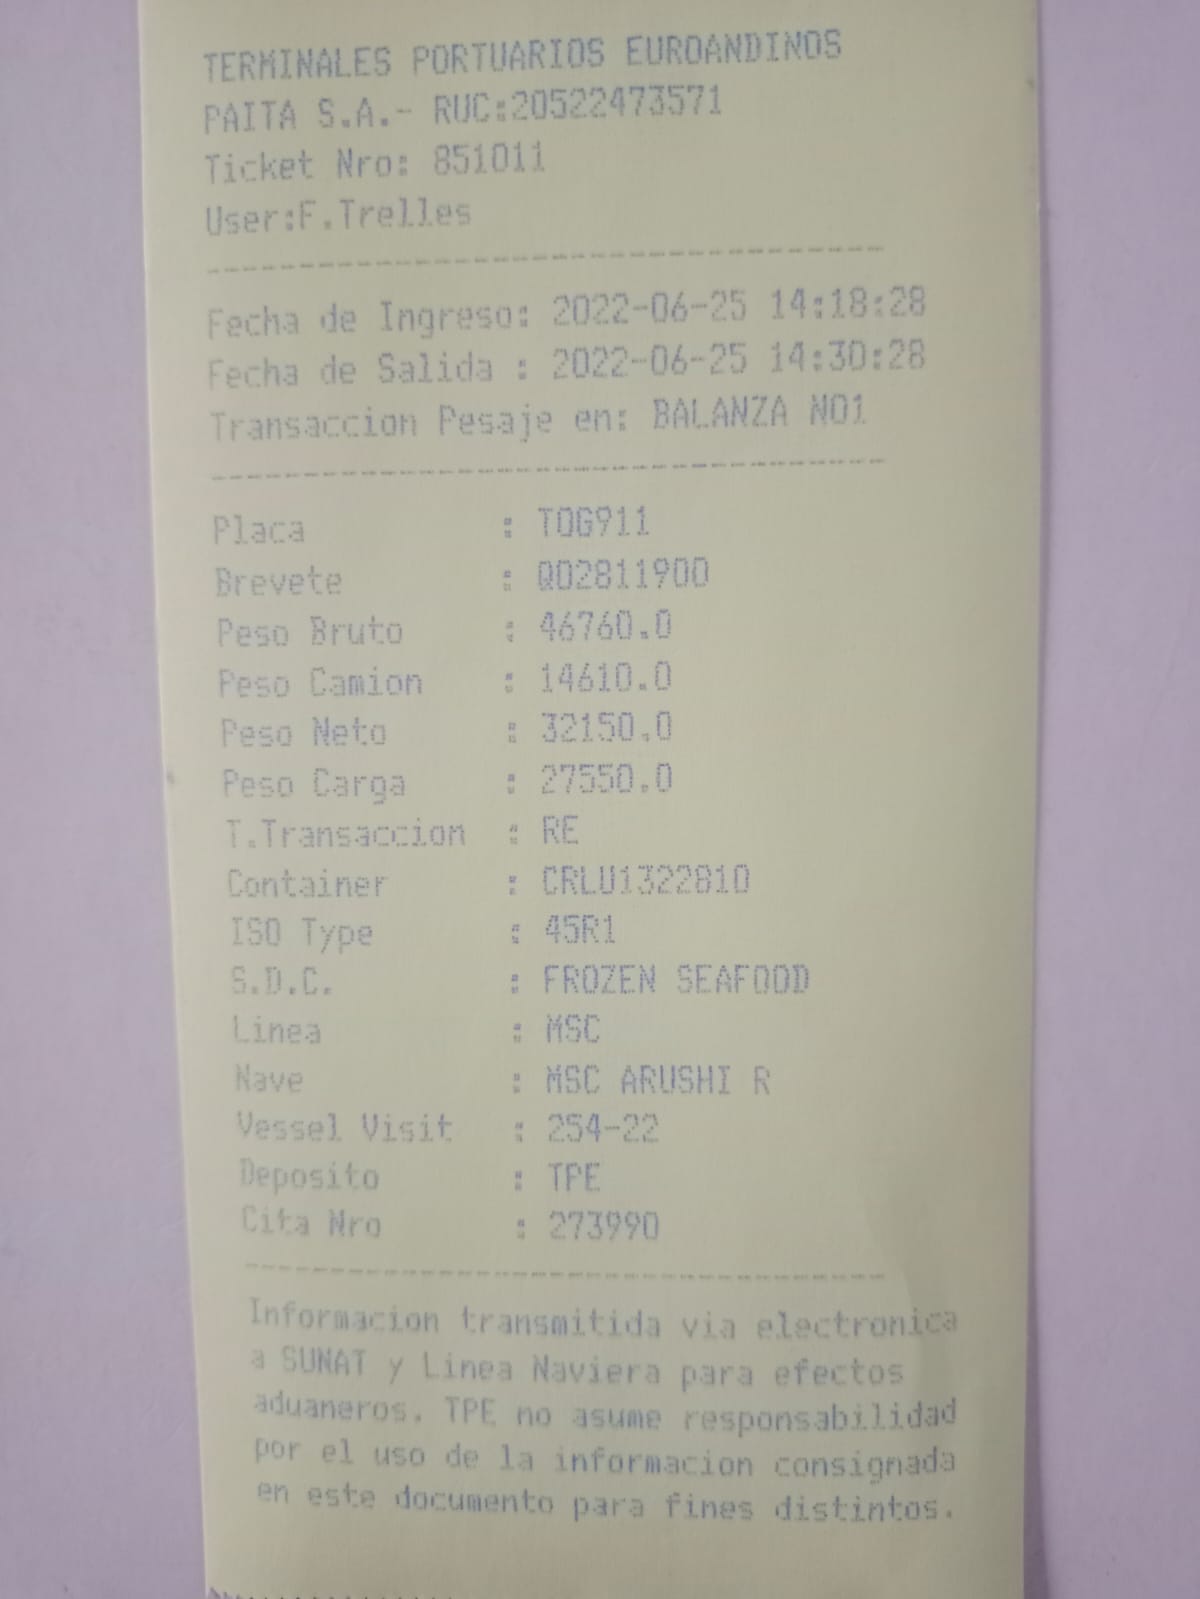 TERMINALES PORTUARIOS EUROANDINOS
PAITA S.A.- RUC:20522473571
Ticket Nro: 851011
User:F.Trelles
--------------------------------
Fecha de Ingreso: 2022-06-25 14:18:28
Fecha de Salida : 2022-06-25 14:30:28
Transaccion Pesaje en: BALANZA NO1
--------------------------------
Placa : TQG911
Brevete : Q02811900
Peso Bruto : 46760.0
Peso Camion : 14610.0
Peso Neto : 32150.0
Peso Carga : 27550.0
T.Transaccion : RE
Container : CRLU1322810
ISO Type : 45R1
S.D.C. : FROZEN SEAFOOD
Linea : MSC
Nave : MSC ARUSHI R
Vessel Visit : 254-22
Deposito : TPE
Cita Nro : 273990
--------------------------------
Informacion transmitida via electronica
a SUNAT y Linea Naviera para efectos
aduaneros. TPE no asume responsabilidad
por el uso de la informacion consignada
en este documento para fines distintos.